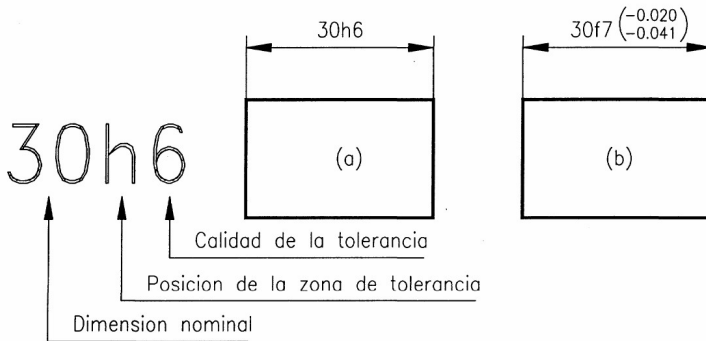 30h6
30h6
(a)
30f7 (-0.020
-0.041)
(b)
Calidad de la tolerancia
Posicion de la zona de tolerancia
Dimension nominal